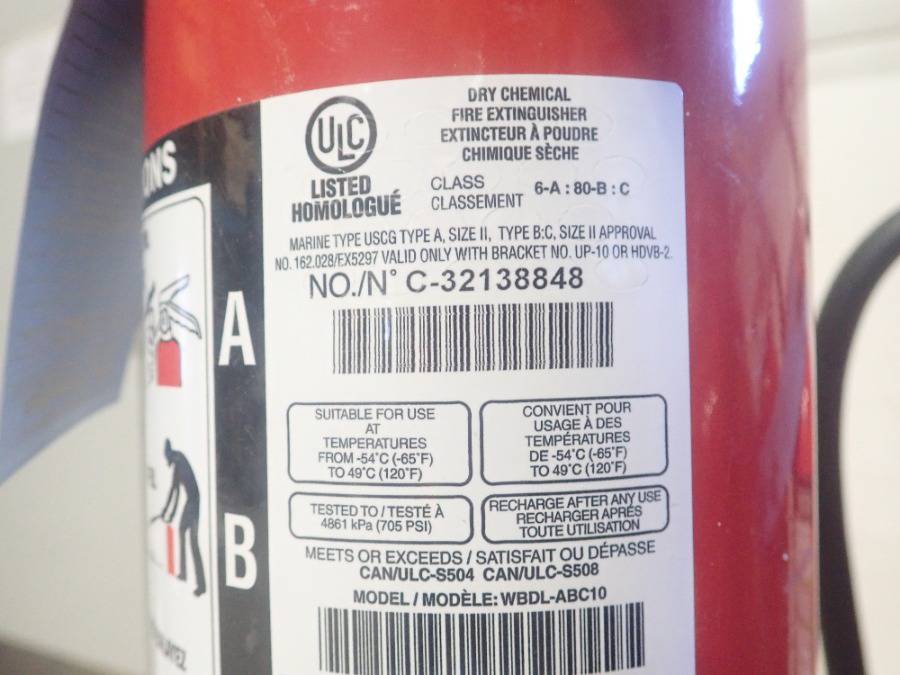 ULC
LISTED
HOMOLOGUÉ
DRY CHEMICAL
FIRE EXTINGUISHER
EXTINCTEUR À POUDRE
CHIMIQUE SÈCHE
CLASS
CLASSEMENT
6-A : 80-B : C
MARINE TYPE USCG TYPE A, SIZE II, TYPE B:C, SIZE II APPROVAL
NO. 162.028/EX5297 VALID ONLY WITH BRACKET NO. UP-10 OR HDVB-2.
NO./N° C-32138848
A
SUITABLE FOR USE
AT
TEMPERATURES
FROM -54°C (-65°F)
TO 49°C (120°F)
CONVIENT POUR
USAGE À DES
TEMPÉRATURES
DE -54°C (-65°F)
TO 49°C (120°F)
TESTED TO / TESTÉ À
4861 kPa (705 PSI)
RECHARGE AFTER ANY USE
RECHARGER APRÈS
TOUTE UTILISATION
B
MEETS OR EXCEEDS / SATISFAIT OU DÉPASSE
CAN/ULC-S504 CAN/ULC-S508
MODEL / MODÈLE: WBDL-ABC10